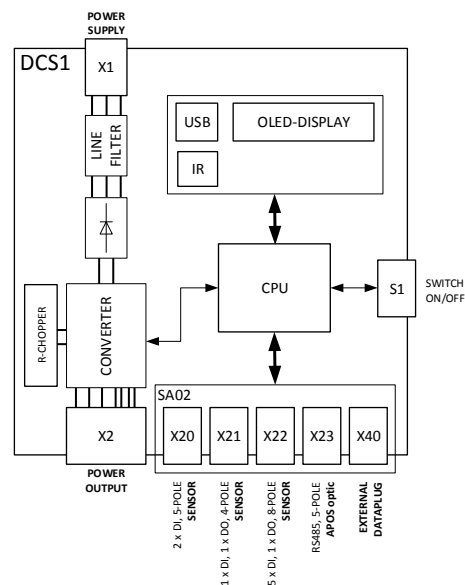 POWER
SUPPLY
DCS1
X1
LINE
FILTER
USB
OLED-DISPLAY
IR
CPU
S1
SWITCH
ON/OFF
R-CHOPPER
CONVERTER
SA02
X2
X20
X21
X22
X23
X40
POWER
OUTPUT
2 x DI, 5-POLE
SENSOR
1 x DI, 1 x DO, 4-POLE
SENSOR
5 x DI, 1 x DO, 8-POLE
SENSOR
RS485, 5-POLE
APOS optic
EXTERNAL
DATAPLUG